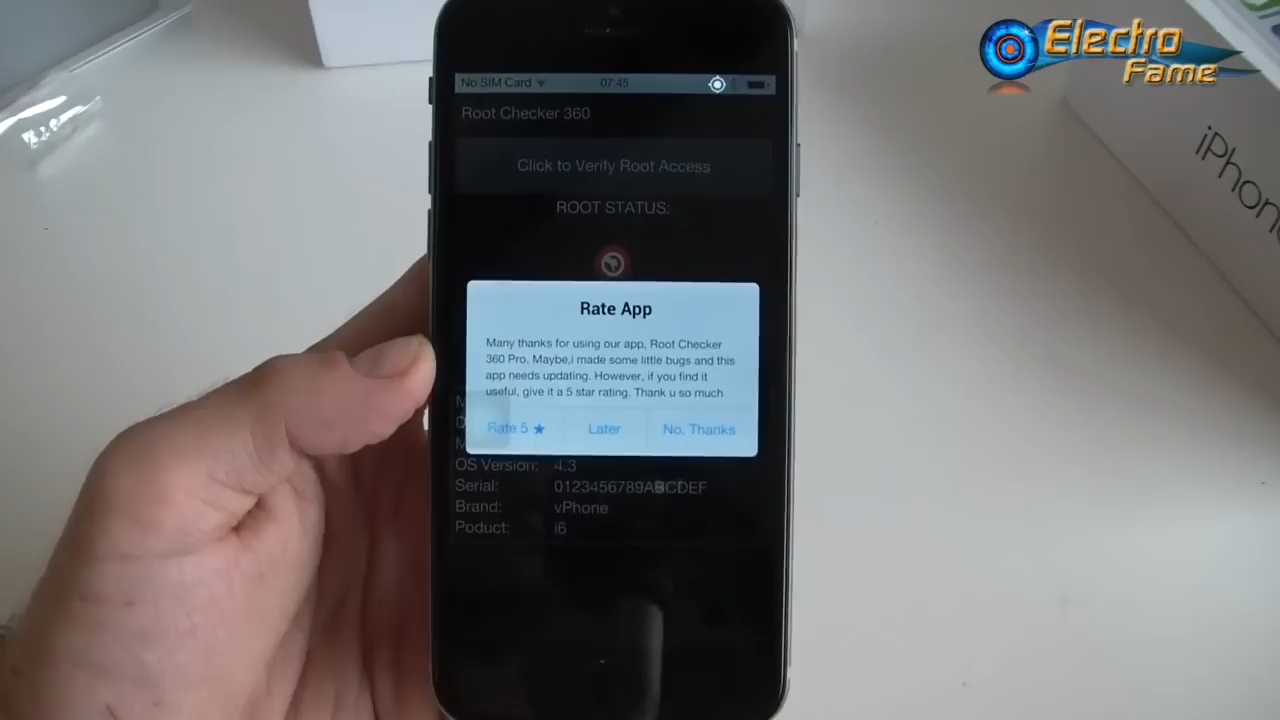 Electro
Fame
iPhon
No SIM Card
07:45
Root Checker 360
Click to Verify Root Access
ROOT STATUS:
Rate App
Many thanks for using our app, Root Checker
360 Pro. Maybe,i made some little bugs and this
app needs updating. However, if you find it
useful, give it a 5 star rating. Thank u so much
Rate 5 ★ Later No, Thanks
OS Version: 4.3
Serial: 0123456789ABCDEF
Brand: vPhone
Poduct: i6